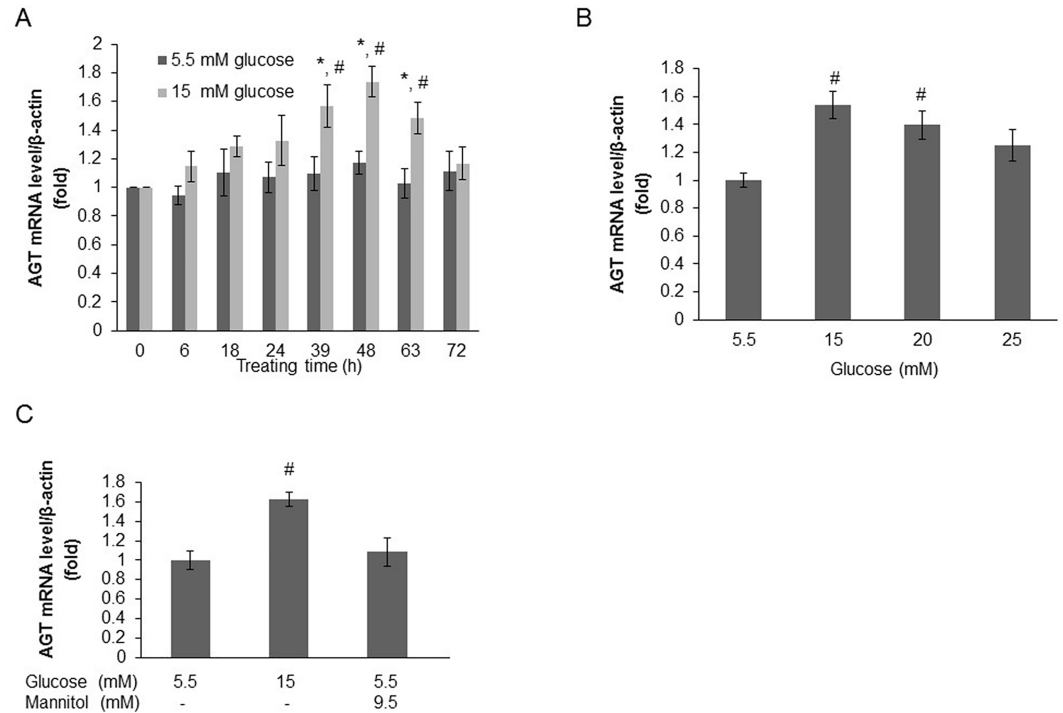 A
AGT mRNA level/β-actin
(fold)
2
1.8
1.6
1.4
1.2
1
0.8
0.6
0.4
0.2
0
5.5 mM glucose
15 mM glucose
*, #
*, #
*, #
0 6 18 24 39 48 63 72
Treating time (h)
B
AGT mRNA level/β-actin
(fold)
1.8
1.6
1.4
1.2
1
0.8
0.6
0.4
0.2
0
#
#
5.5 15 20 25
Glucose (mM)
C
AGT mRNA level/β-actin
(fold)
1.8
1.6
1.4
1.2
1
0.8
0.6
0.4
0.2
0
#
Glucose (mM) 5.5 15 5.5
Mannitol (mM) - - 9.5